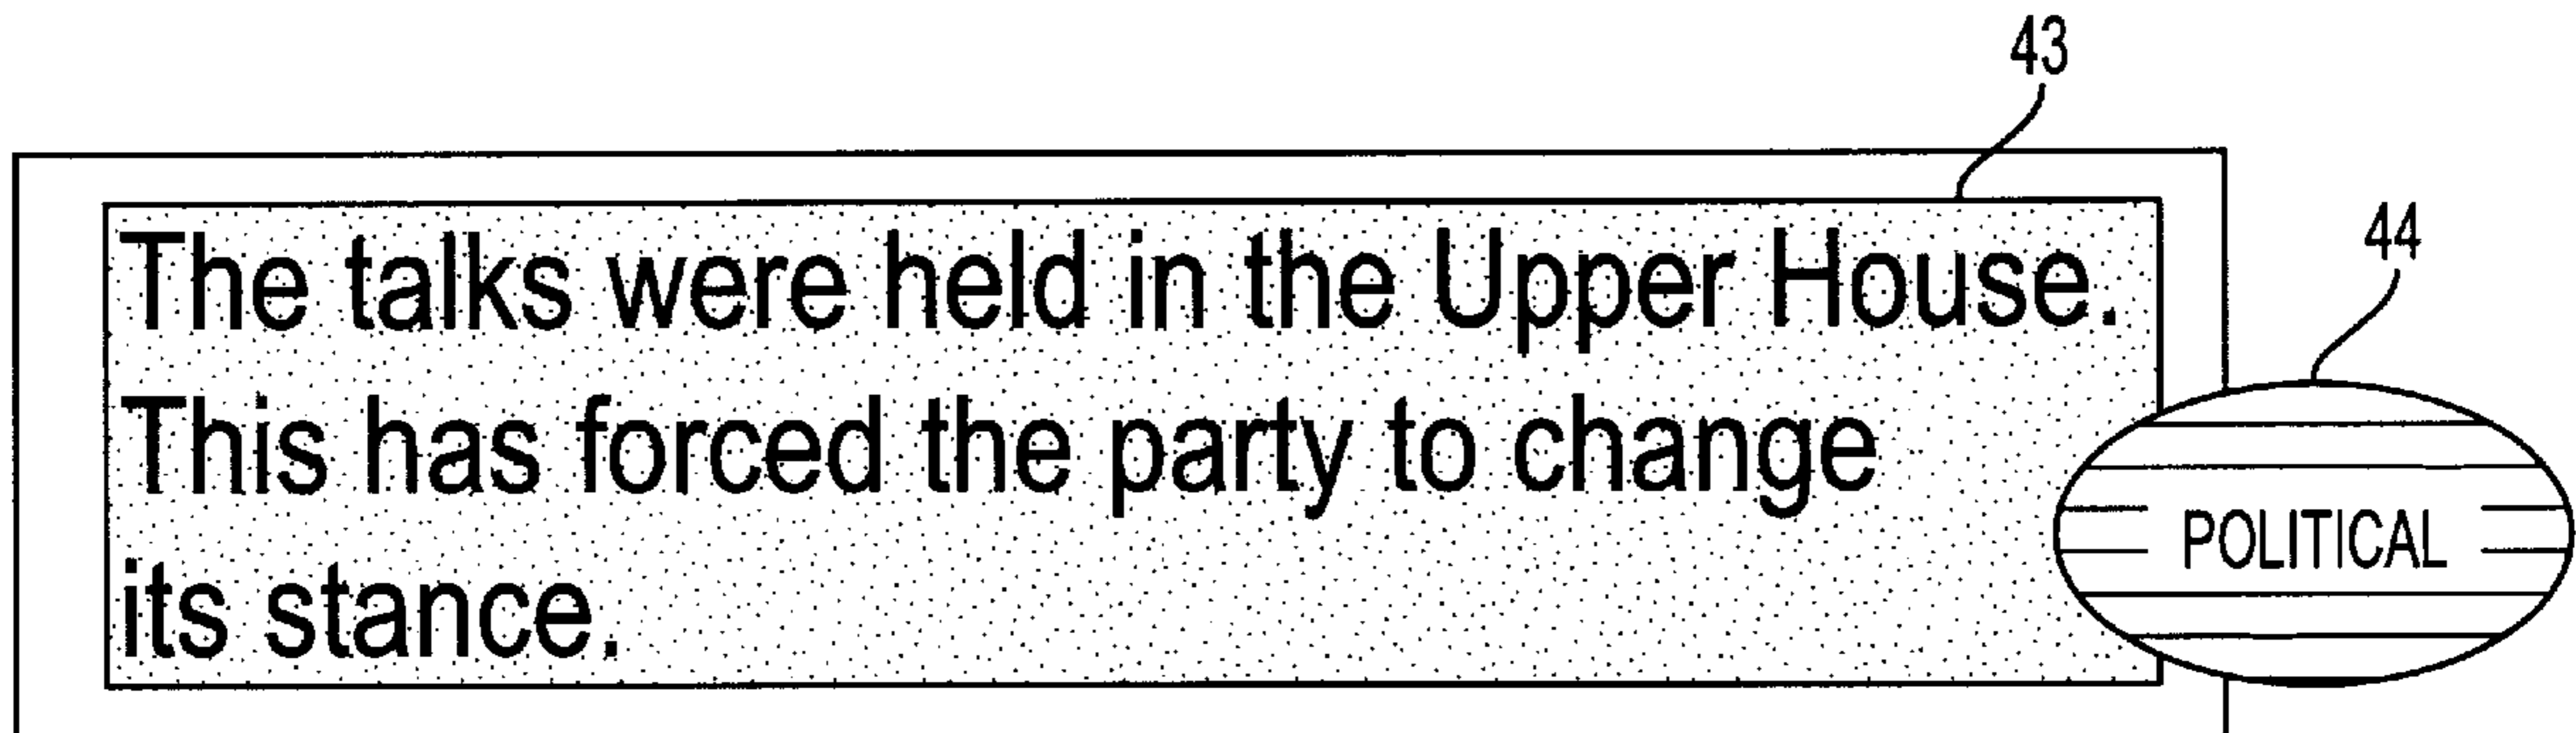 43
44
The talks were held in the Upper House.
This has forced the party to change
its stance.
POLITICAL